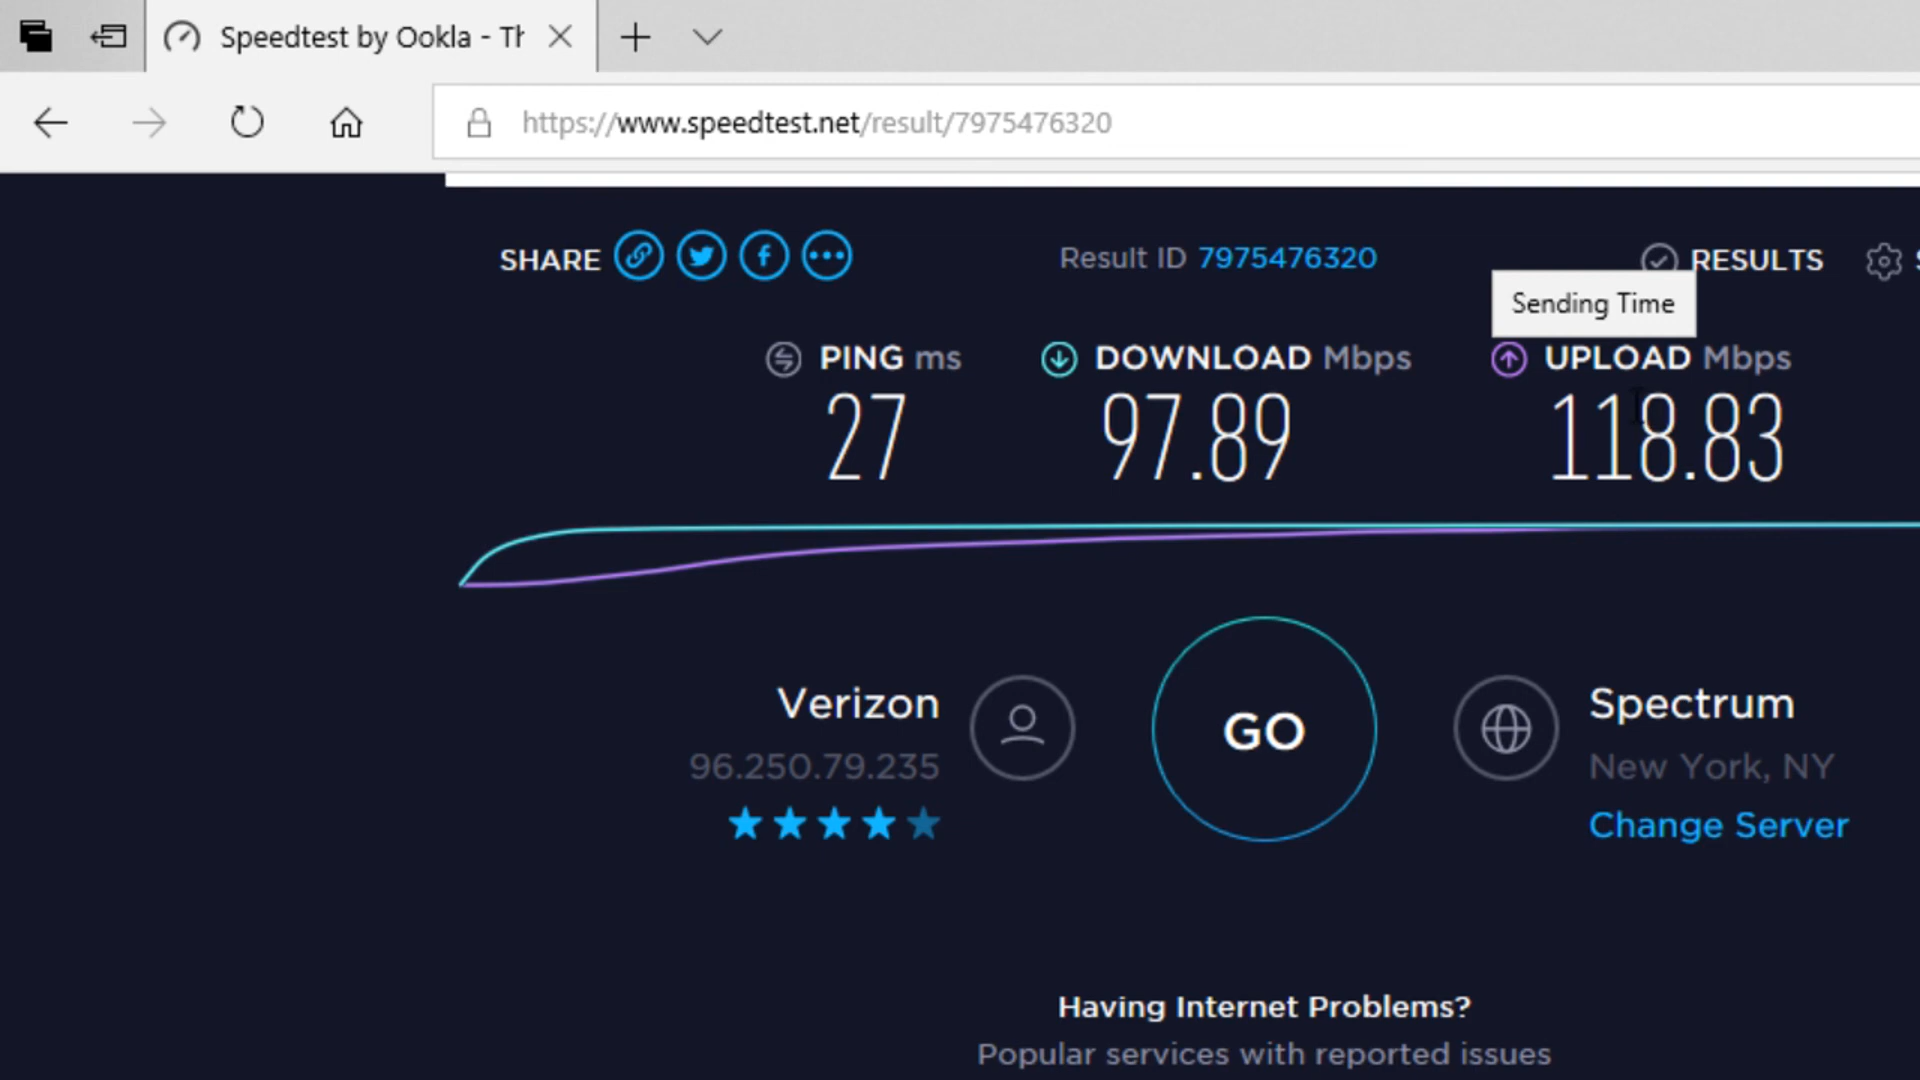 Speedtest by Ookla - Th
https://www.speedtest.net/result/7975476320
SHARE
Result ID 7975476320
RESULTS
Sending Time
PING ms
DOWNLOAD Mbps
UPLOAD Mbps
27
97.89
118.83
Verizon
96.250.79.235
GO
Spectrum
New York, NY
Change Server
Having Internet Problems?
Popular services with reported issues